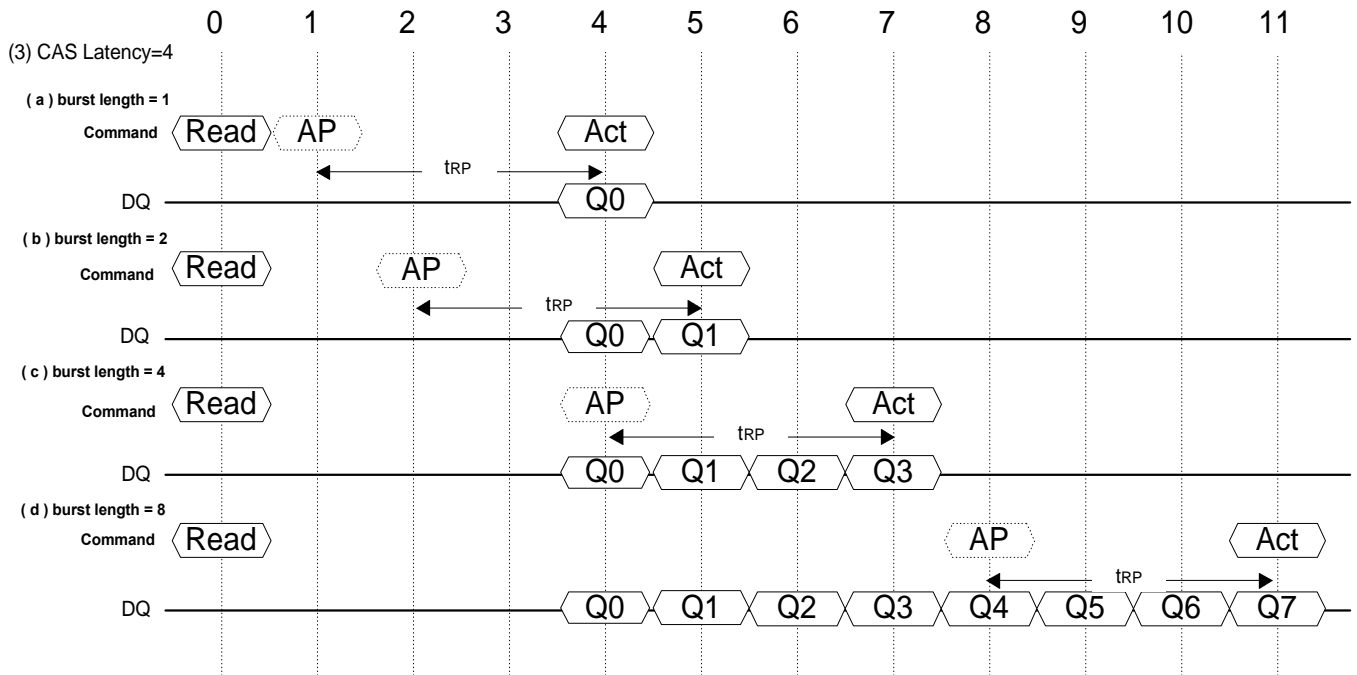 0 1 2 3 4 5 6 7 8 9 10 11
(3) CAS Latency=4
( a ) burst length = 1
Command Read AP Act
tRP
DQ Q0
( b ) burst length = 2
Command Read AP Act
tRP
DQ Q0 Q1
( c ) burst length = 4
Command Read AP Act
tRP
DQ Q0 Q1 Q2 Q3
( d ) burst length = 8
Command Read AP Act
tRP
DQ Q0 Q1 Q2 Q3 Q4 Q5 Q6 Q7